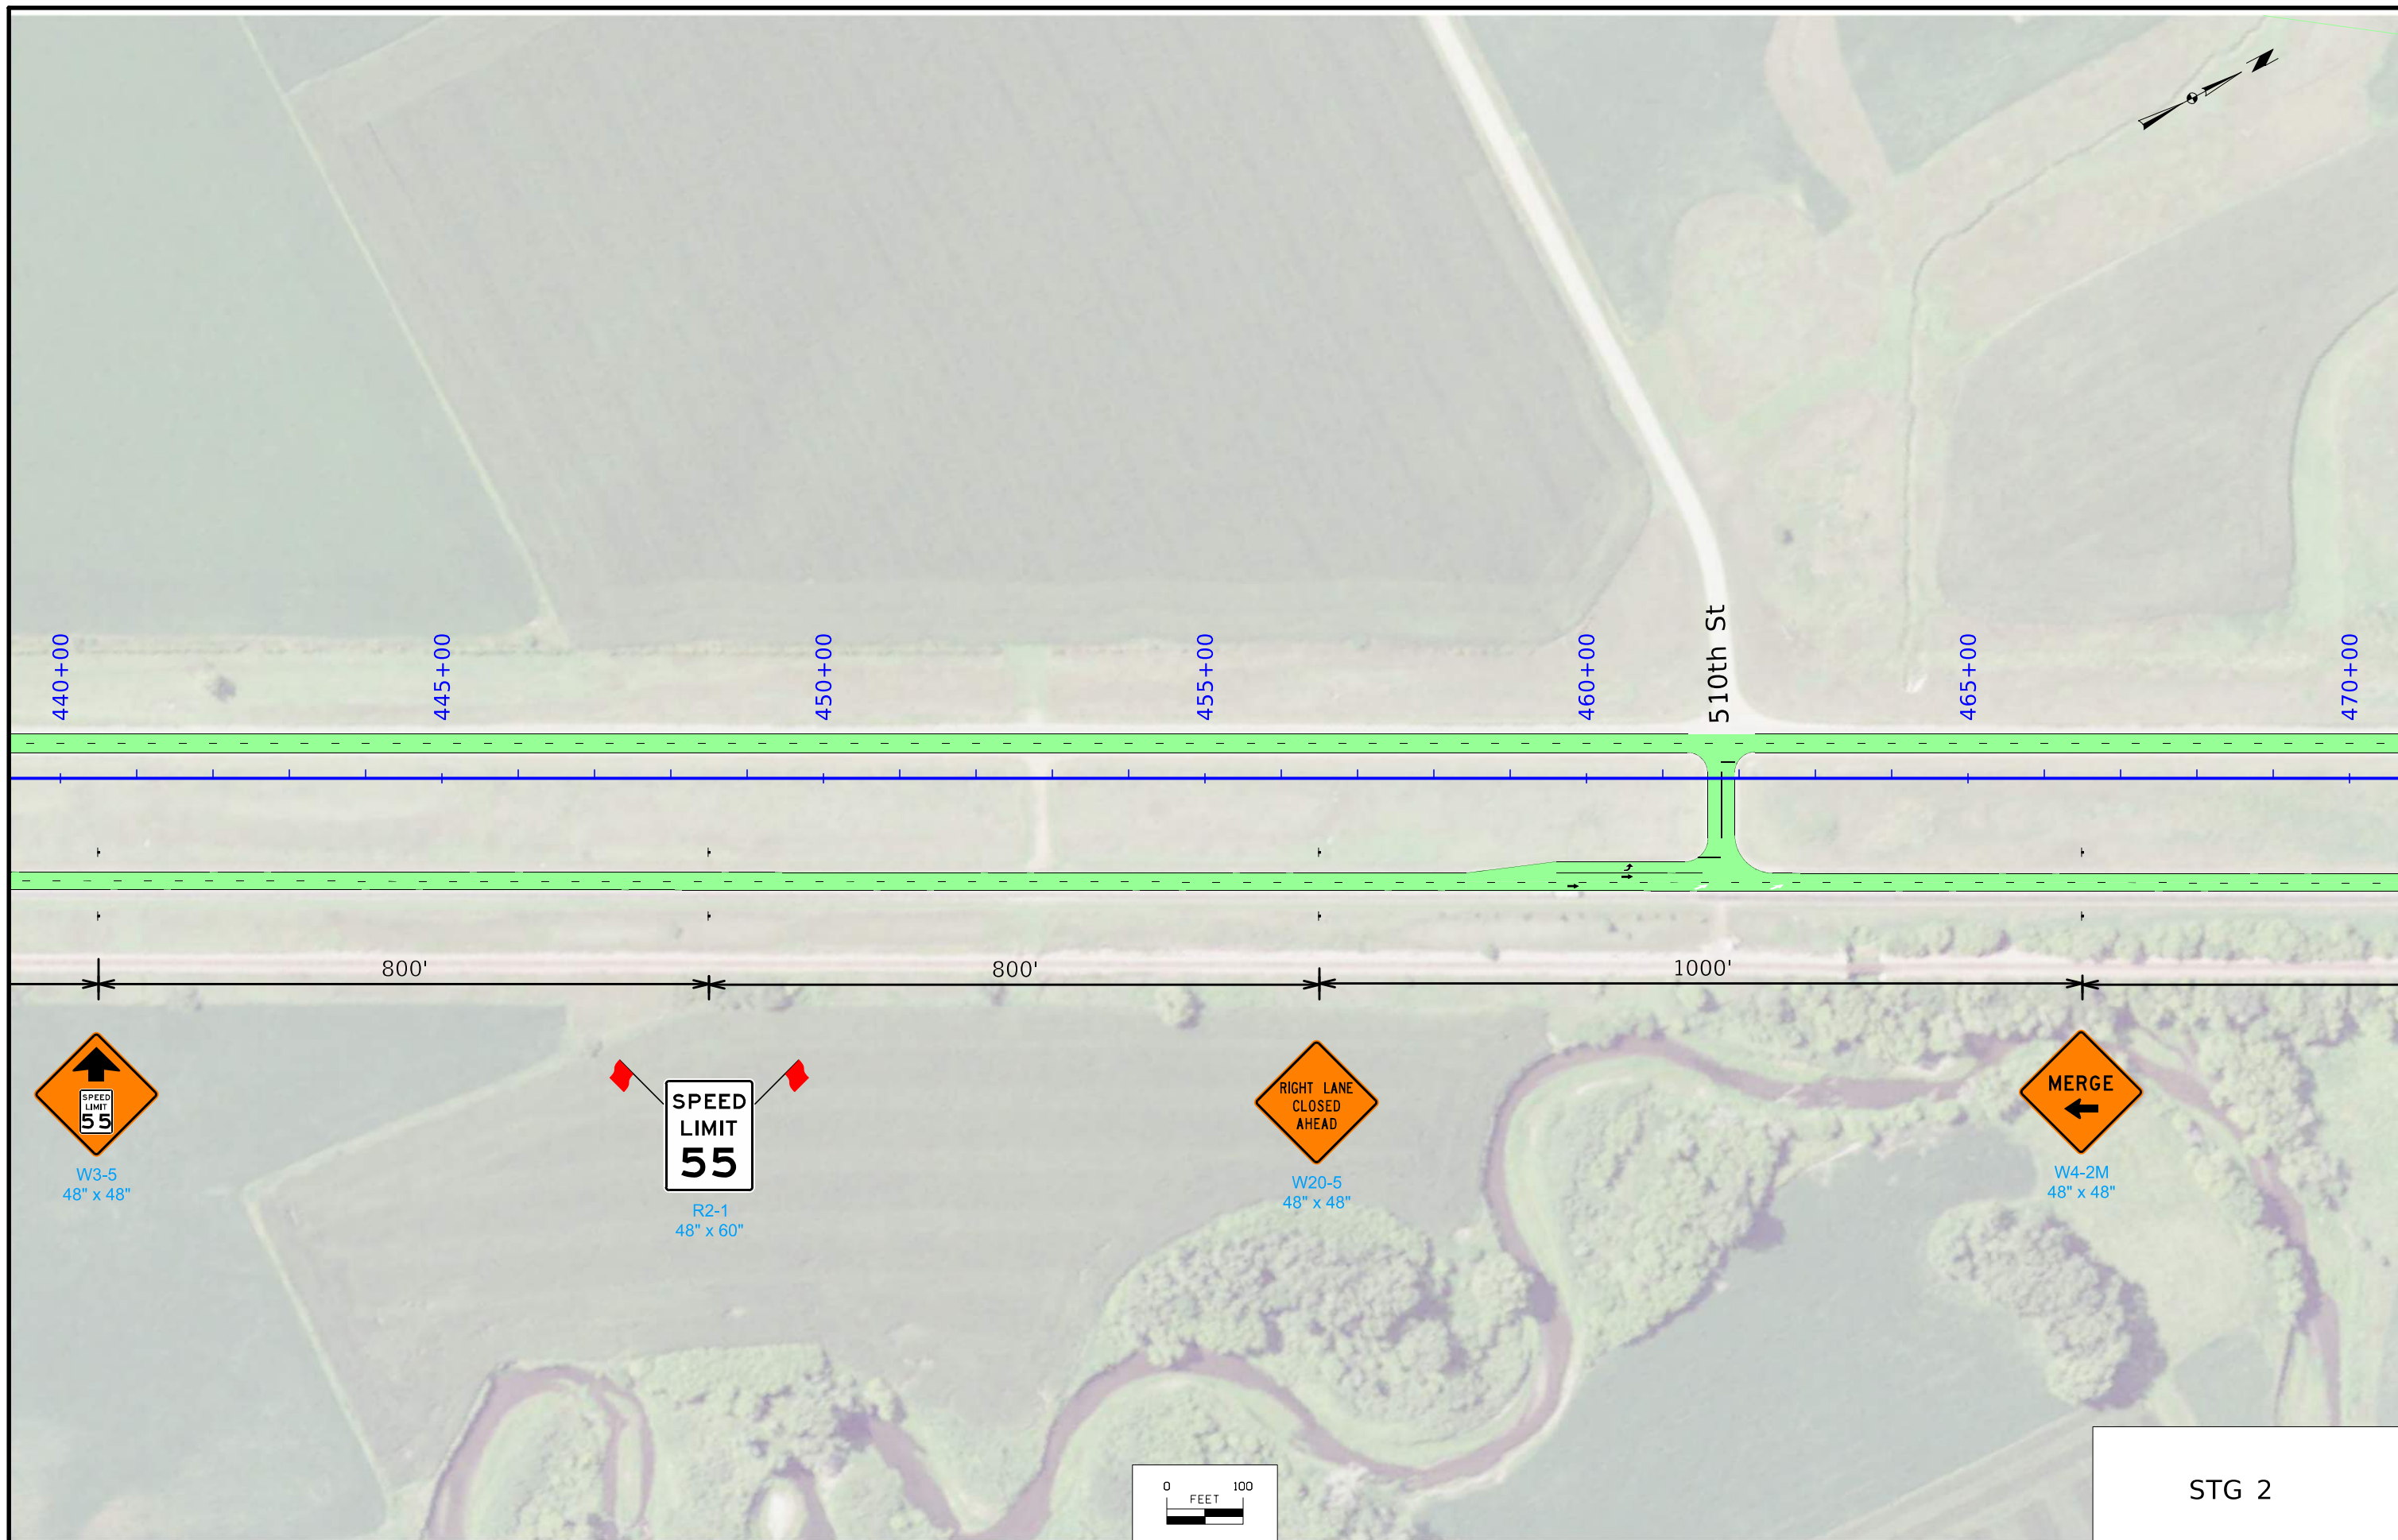 N
440+00
445+00
450+00
455+00
460+00
510th St
465+00
470+00
800'
800'
1000'
SPEED
LIMIT
55
W3-5
48" x 48"
SPEED
LIMIT
55
R2-1
48" x 60"
RIGHT LANE
CLOSED
AHEAD
W20-5
48" x 48"
MERGE
W4-2M
48" x 48"
0 100
FEET
STG 2